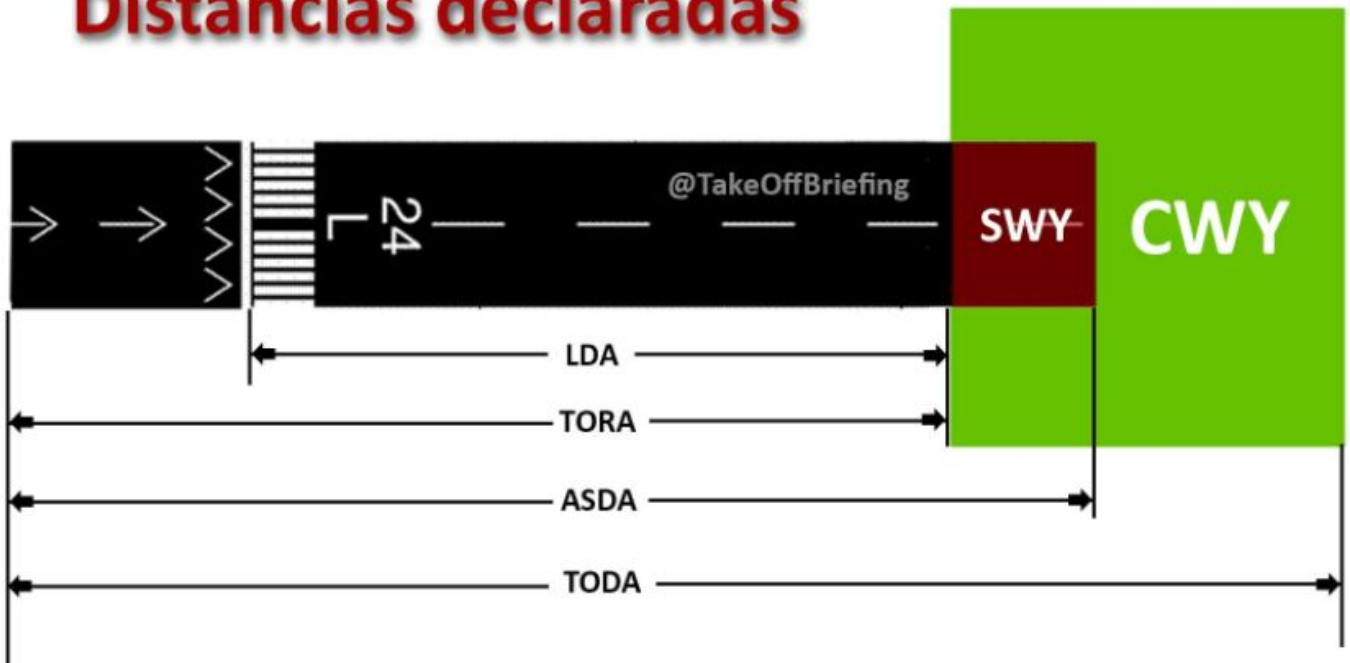 Distancias declaradas
@TakeOffBriefing
24
L
SWY
CWY
LDA
TORA
ASDA
TODA